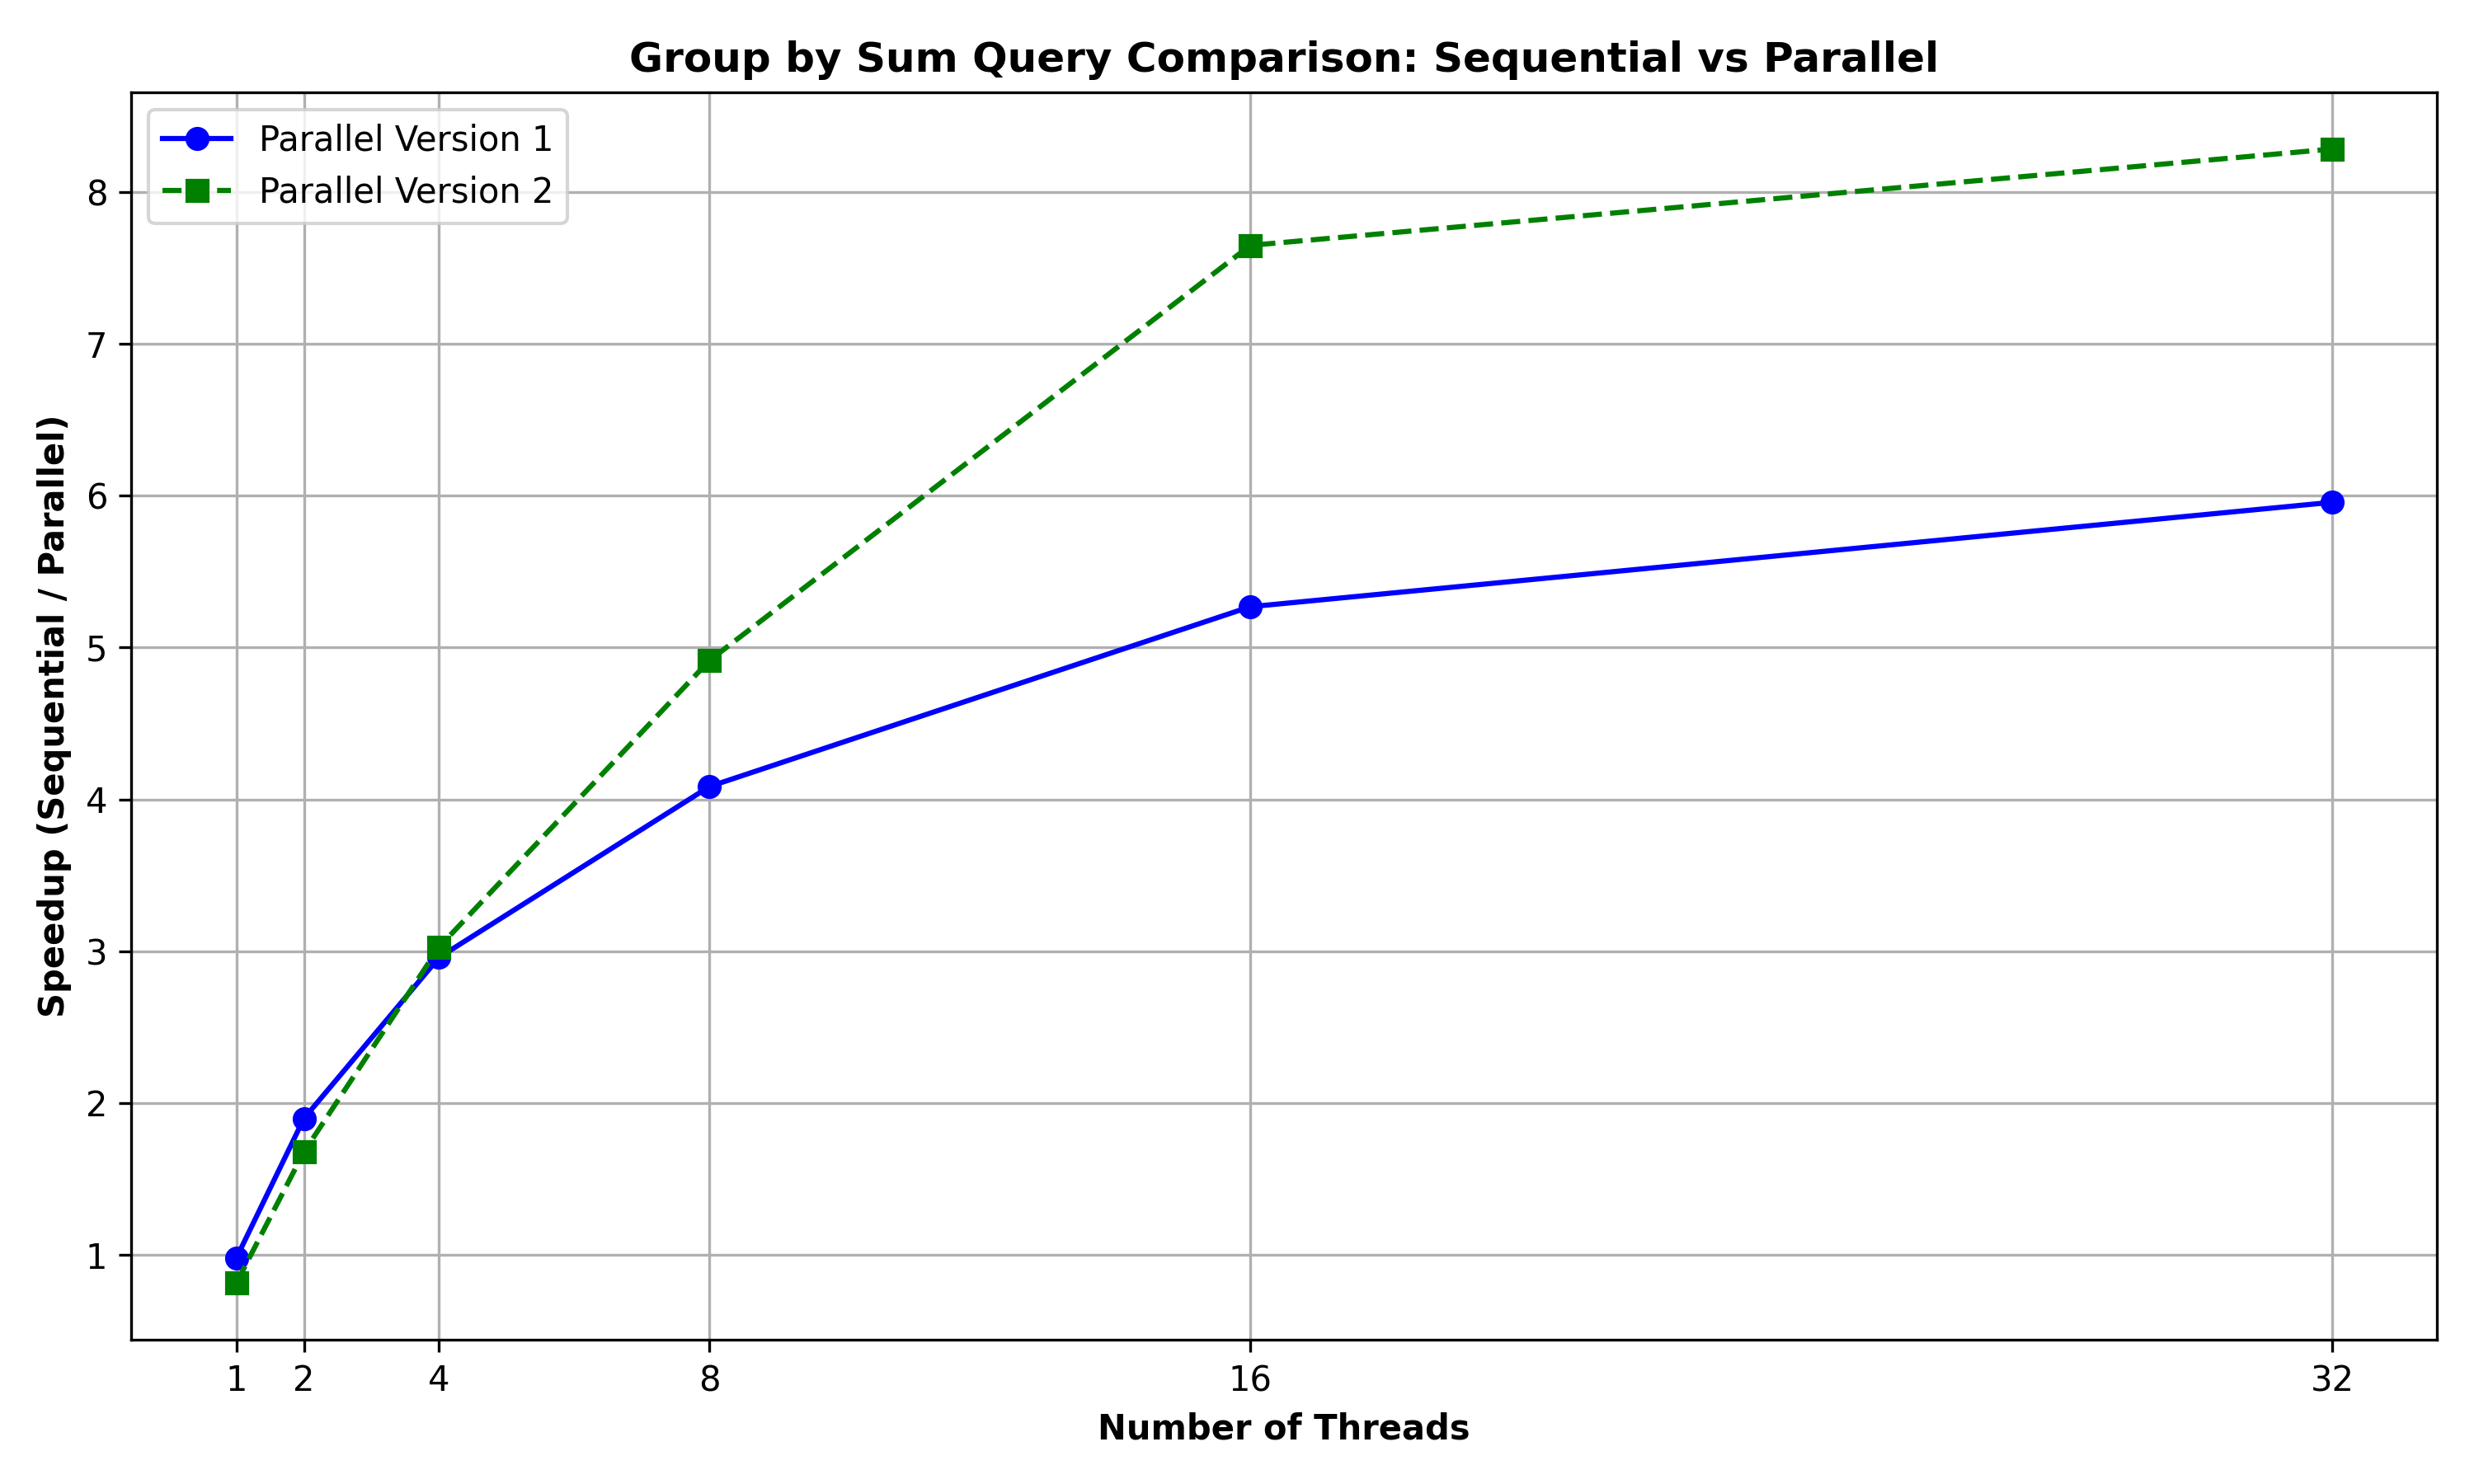 Group by Sum Query Comparison: Sequential vs Parallel
Parallel Version 1
Parallel Version 2
Speedup (Sequential / Parallel)
8
7
6
5
4
3
2
1
1 2 4 8 16 32
Number of Threads